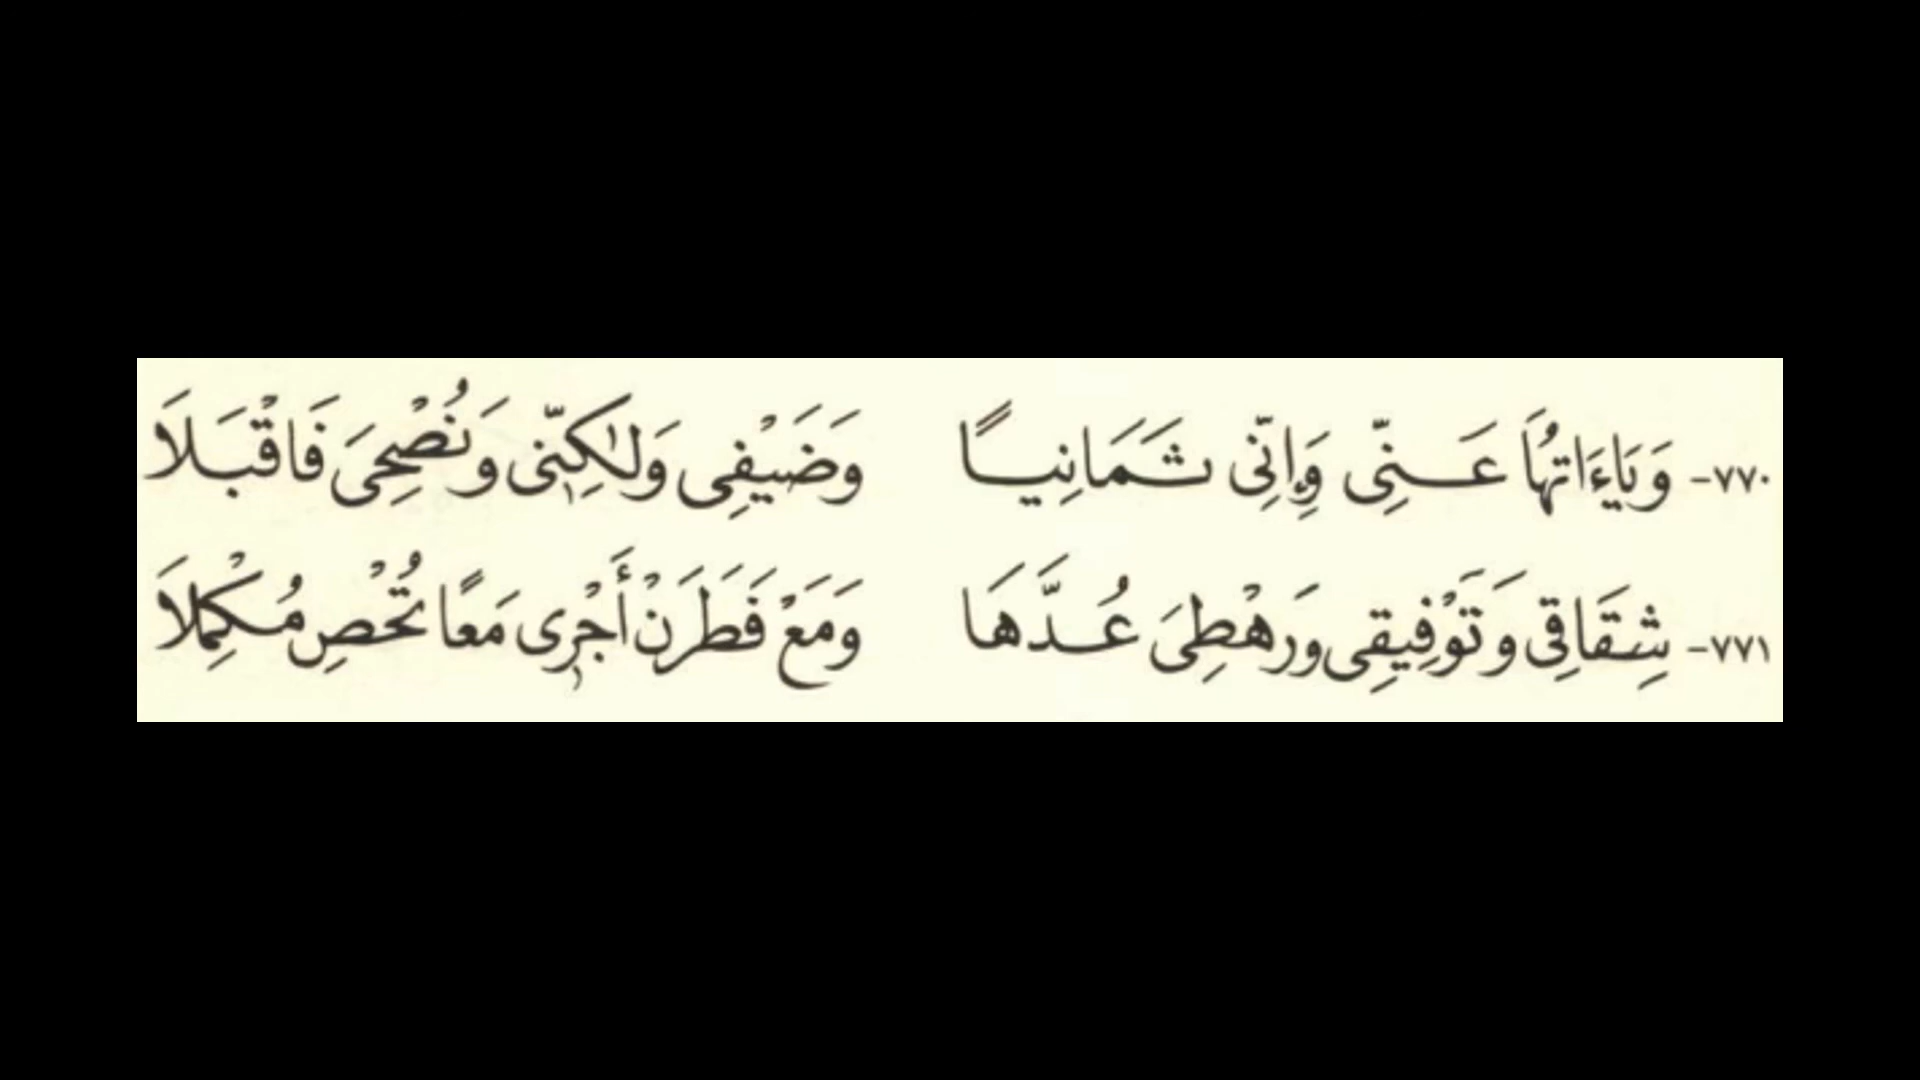 ٧٧٠- وَيَاءَاتُهَا عَنِّى وَإِنِّى ثَمَانِيًا وَضَيْفِى وَلَٰكِنِّى وَنُصْحِىَ فَاقْبَلَا
٧٧١- شِقَاقِى وَتَوْفِيقِى وَرَهْطِىَ عُدَّهَا وَمَعْ فَطَرَنْ أَجْرِى مَعًا تُحْصِ مُكْمِلَا